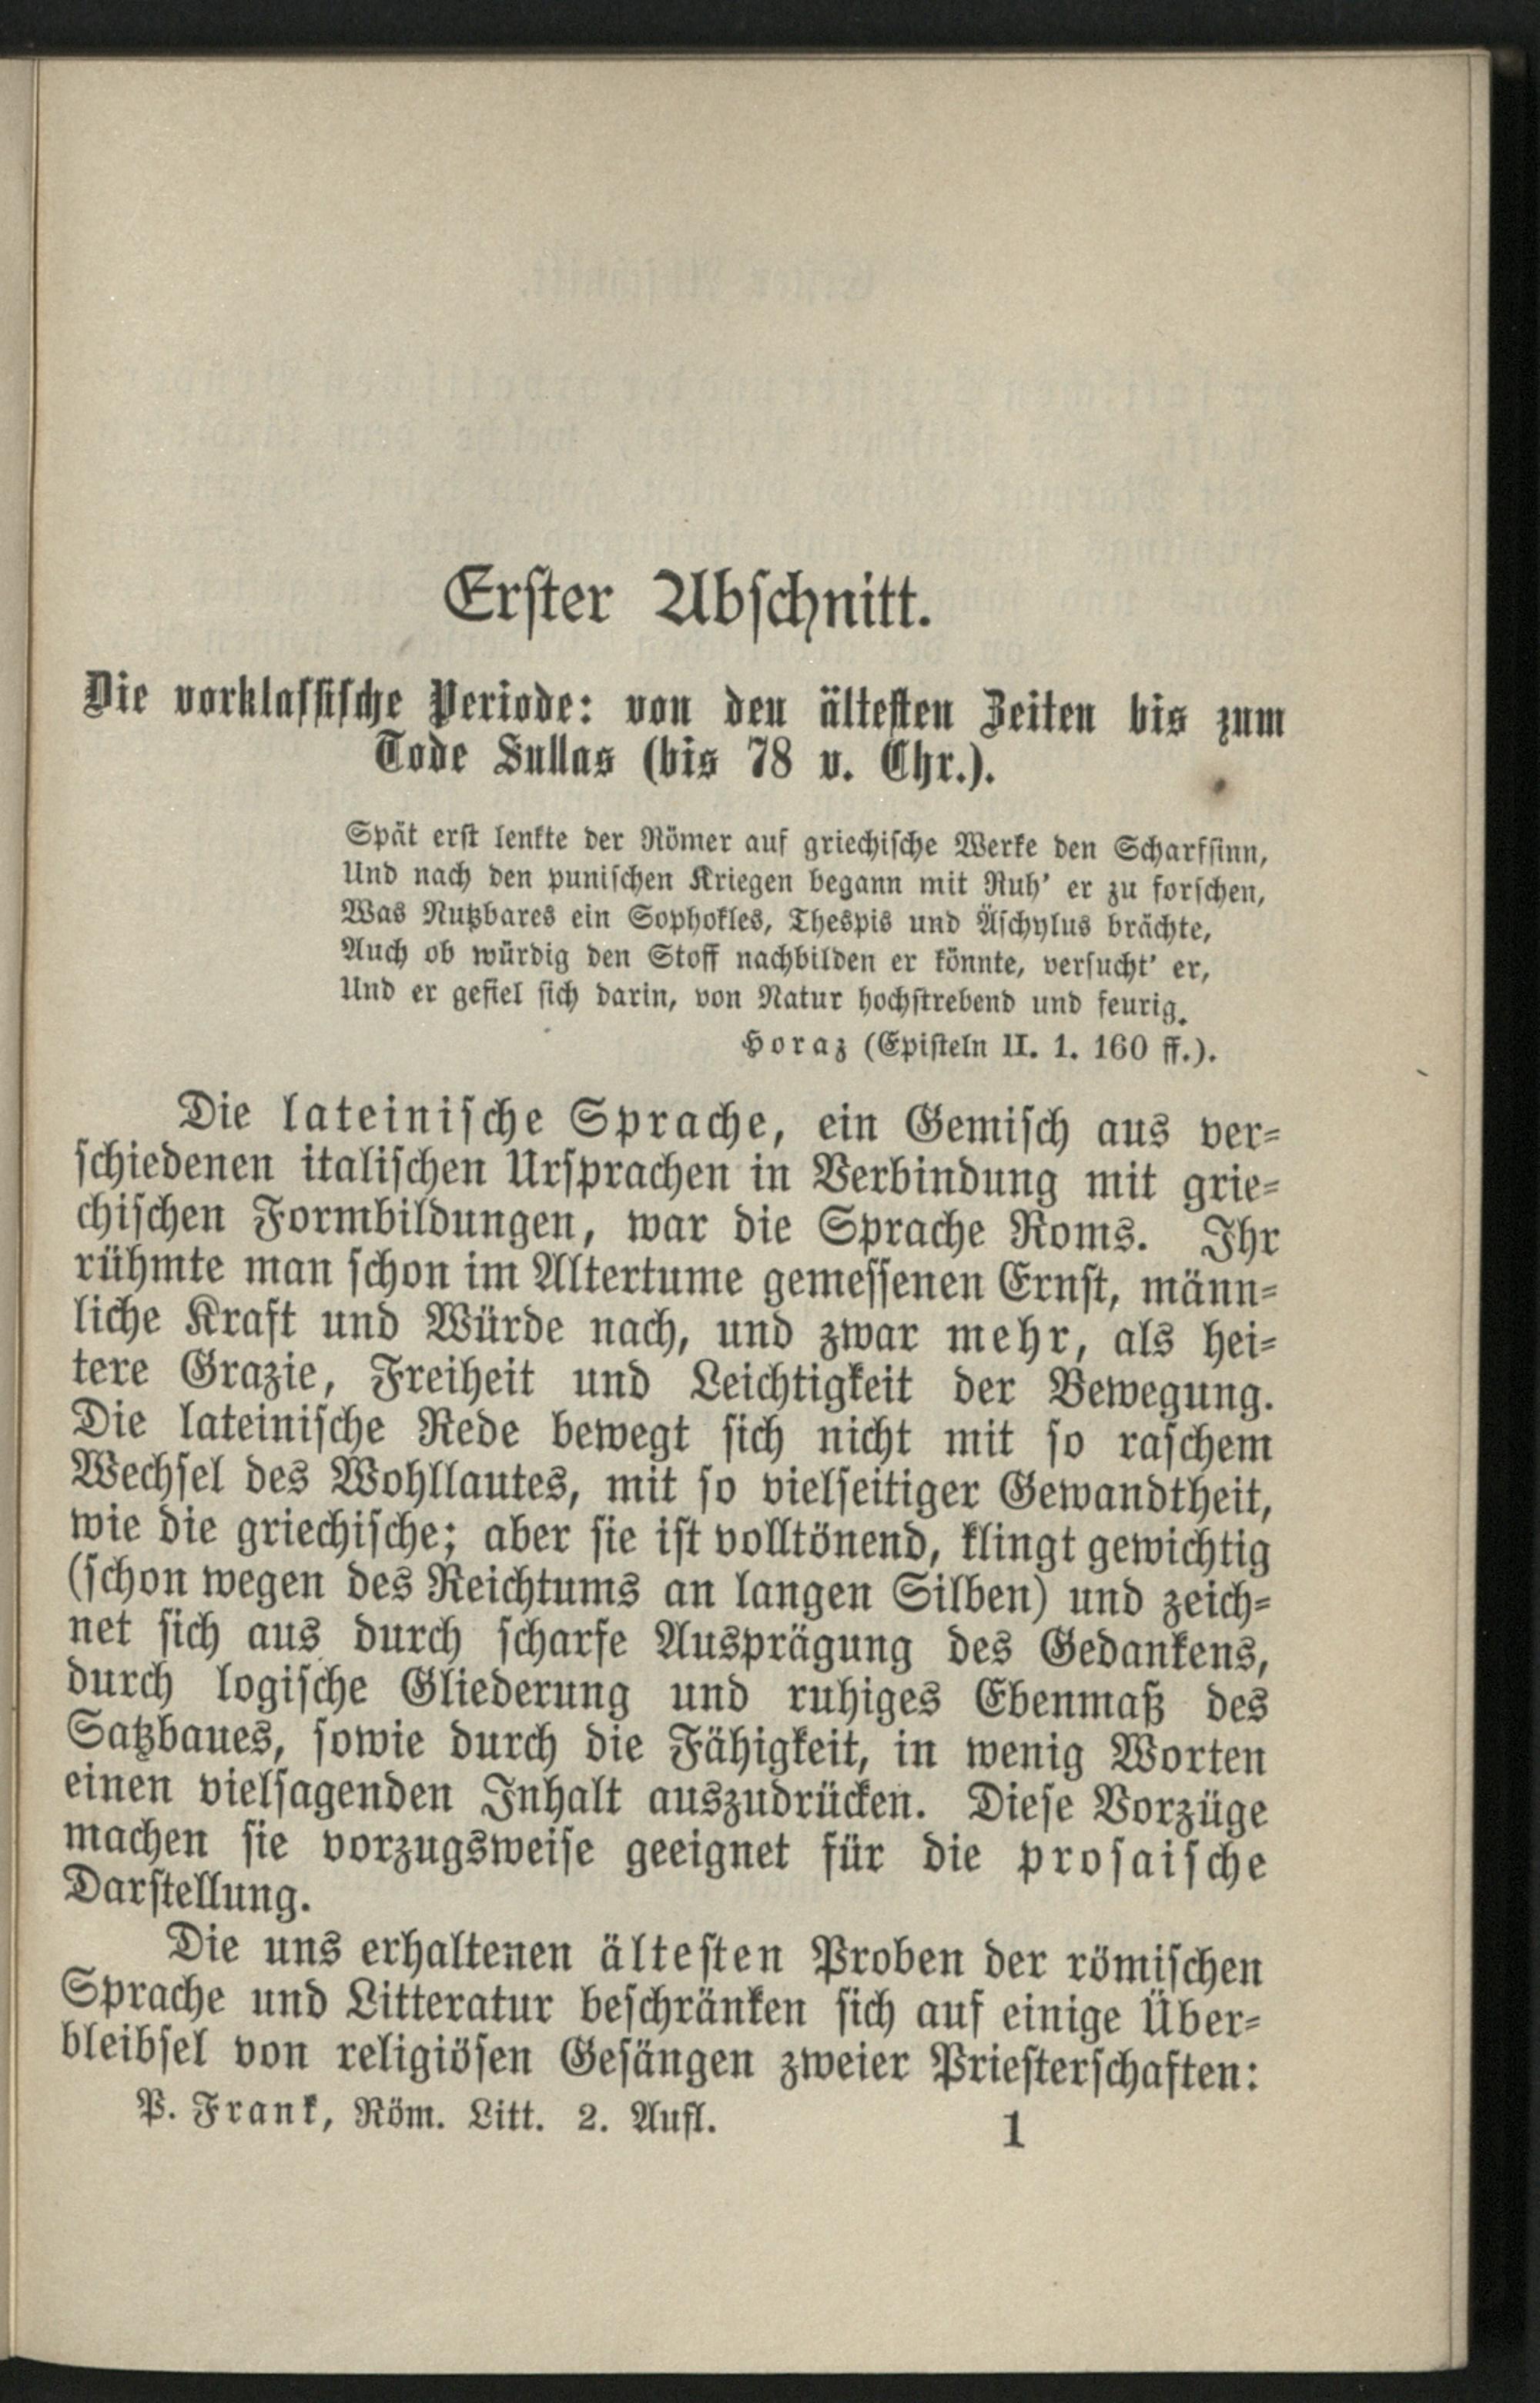 Erster Abschnitt.
Die vorklassische Periode: von den ältesten Zeiten bis zum
Tode Sullas (bis 78 v. Chr.).
Spät erst lenkte der Römer auf griechische Werke den Scharfsinn,
Und nach den punischen Kriegen begann mit Ruh' er zu forschen,
Was Nutzbares ein Sophokles, Thespis und Äschylus brächte,
Auch ob würdig den Stoff nachbilden er könnte, versucht' er,
Und er gefiel sich darin, von Natur hochstrebend und feurig.
Horaz (Episteln II. 1. 160 ff.).
Die lateinische Sprache, ein Gemisch aus ver-
schiedenen italischen Ursprachen in Verbindung mit grie-
chischen Formbildungen, war die Sprache Roms. Ihr
rühmte man schon im Altertume gemessenen Ernst, männ-
liche Kraft und Würde nach, und zwar mehr, als hei-
tere Grazie, Freiheit und Leichtigkeit der Bewegung.
Die lateinische Rede bewegt sich nicht mit so raschem
Wechsel des Wohllautes, mit so vielseitiger Gewandtheit,
wie die griechische; aber sie ist volltönend, klingt gewichtig
(schon wegen des Reichtums an langen Silben) und zeich-
net sich aus durch scharfe Ausprägung des Gedankens,
durch logische Gliederung und ruhiges Ebenmaß des
Satzbaues, sowie durch die Fähigkeit, in wenig Worten
einen vielsagenden Inhalt auszudrücken. Diese Vorzüge
machen sie vorzugsweise geeignet für die prosaische
Darstellung.
Die uns erhaltenen ältesten Proben der römischen
Sprache und Litteratur beschränken sich auf einige Über-
bleibsel von religiösen Gesängen zweier Priesterschaften:
P. Frank, Röm. Litt. 2. Aufl. 1